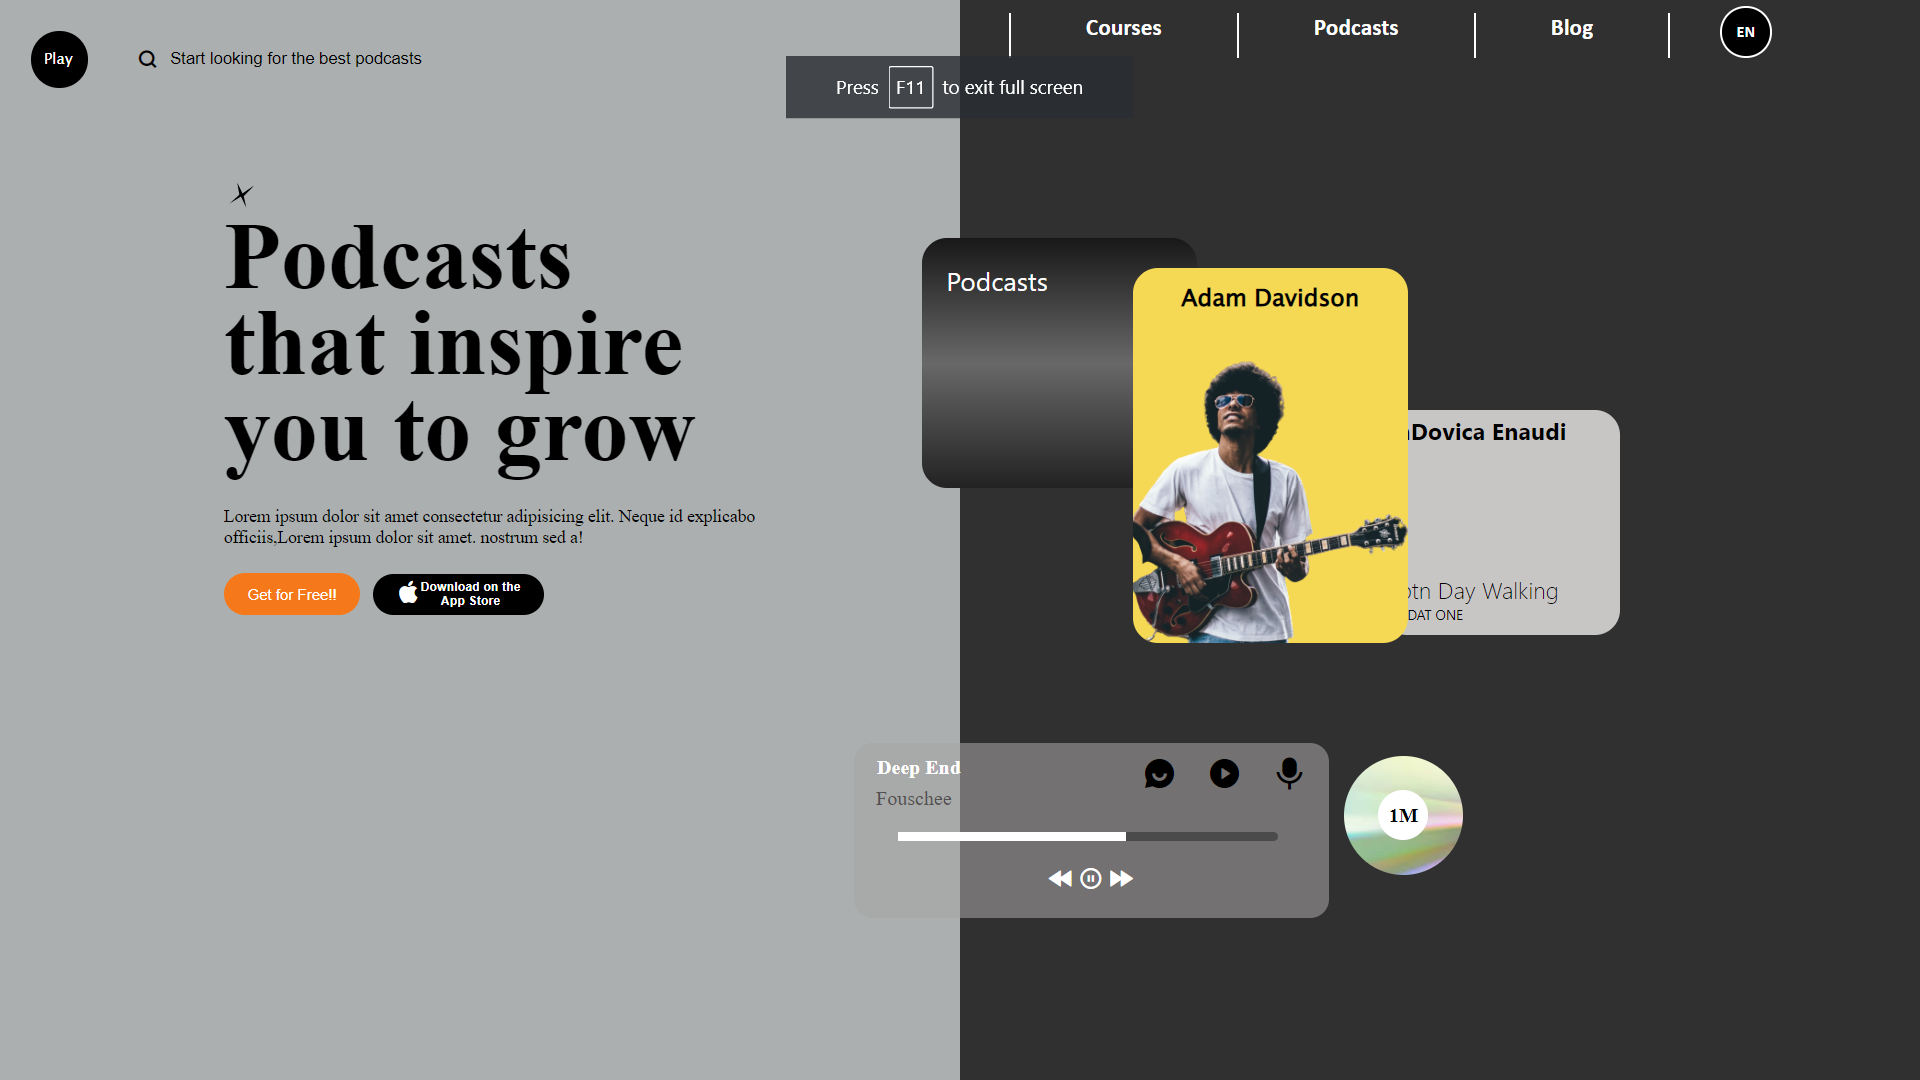 Play
Start looking for the best podcasts
Courses
Podcasts
Blog
EN
Press F11 to exit full screen
Podcasts
that inspire
you to grow
Lorem ipsum dolor sit amet consectetur adipisicing elit. Neque id explicabo
officiis,Lorem ipsum dolor sit amet. nostrum sed a!
Get for Free!!
Download on the
App Store
Podcasts
Adam Davidson
Dovica Enaudi
Day Walking
DAT ONE
Deep End
Fouschee
1M